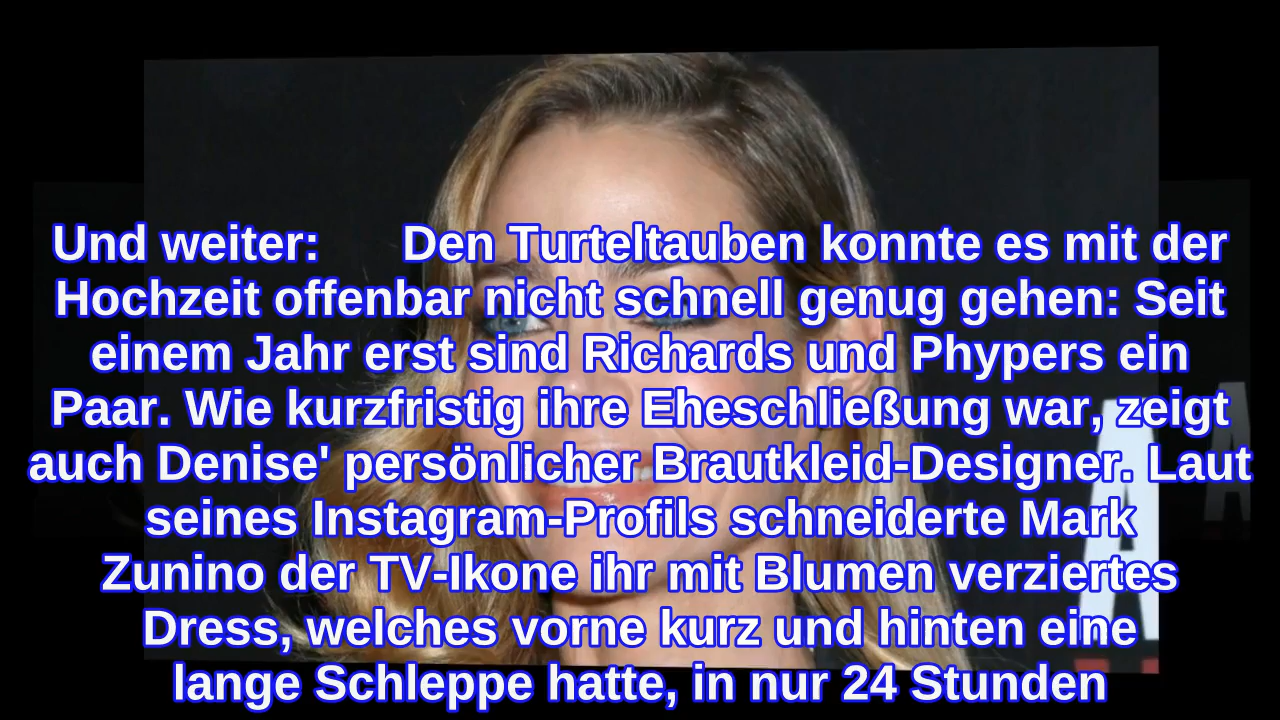 Und weiter: Den Turteltauben konnte es mit der
Hochzeit offenbar nicht schnell genug gehen: Seit
einem Jahr erst sind Richards und Phypers ein
Paar. Wie kurzfristig ihre Eheschließung war, zeigt
auch Denise' persönlicher Brautkleid-Designer. Laut
seines Instagram-Profils schneiderte Mark
Zunino der TV-Ikone ihr mit Blumen verziertes
Dress, welches vorne kurz und hinten eine
lange Schleppe hatte, in nur 24 Stunden